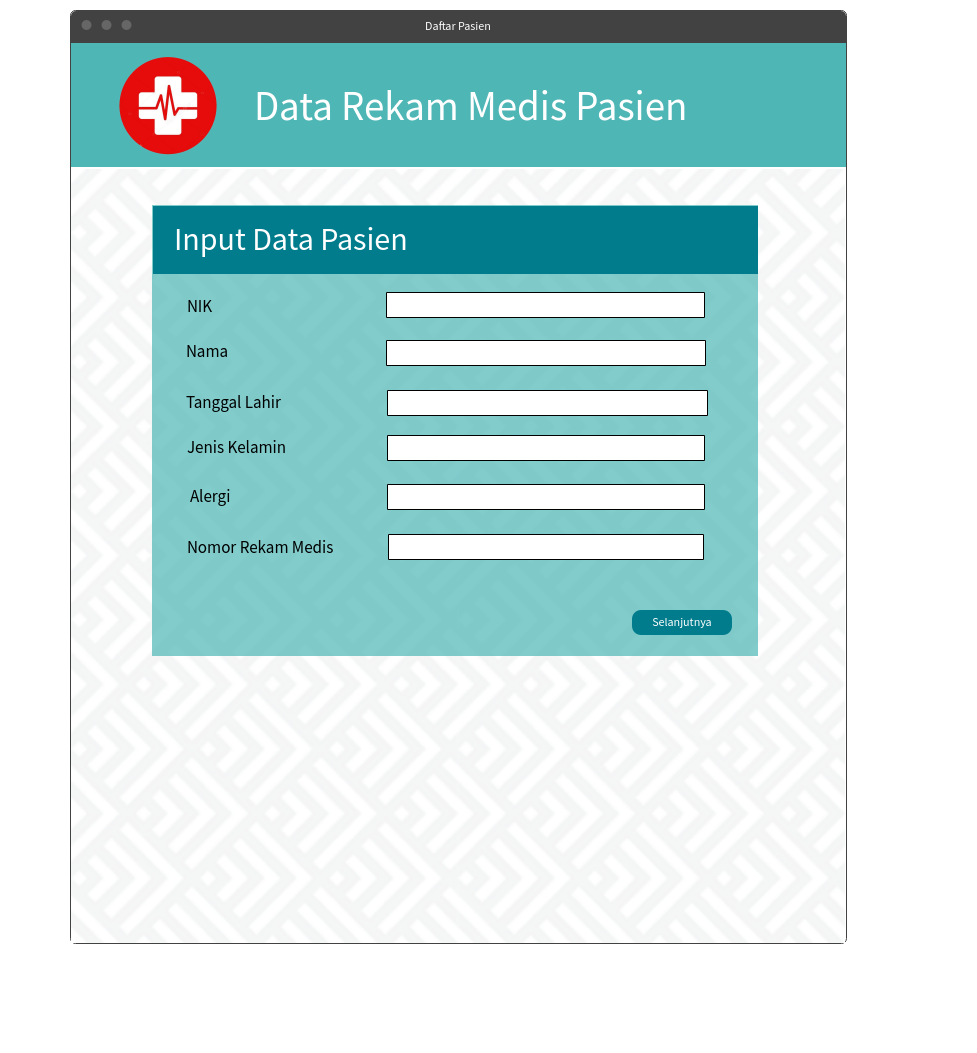 Daftar Pasien
Data Rekam Medis Pasien
Input Data Pasien
NIK
Nama
Tanggal Lahir
Jenis Kelamin
Alergi
Nomor Rekam Medis
Selanjutnya